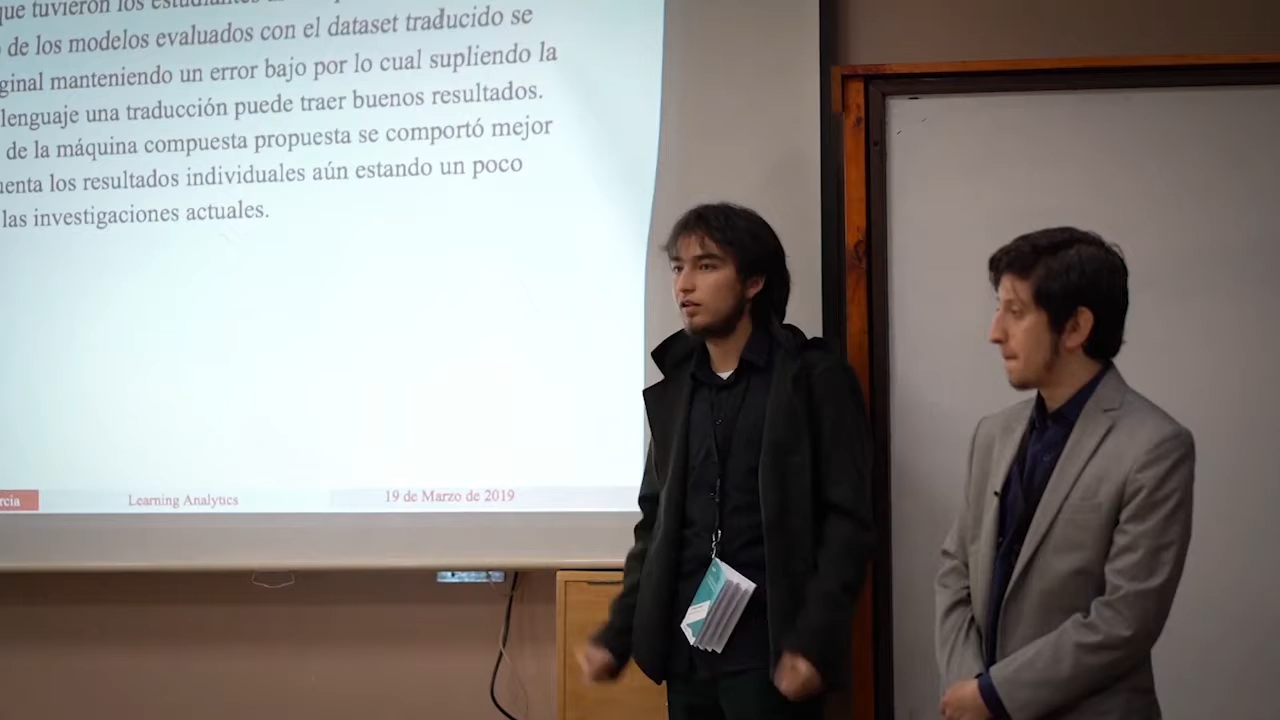 que tuvieron los estudiantes
de los modelos evaluados con el dataset traducido se
ginal manteniendo un error bajo por lo cual supliendo la
lenguaje una traducción puede traer buenos resultados.
de la máquina compuesta propuesta se comportó mejor
enta los resultados individuales aún estando un poco
las investigaciones actuales.
rcia
Learning Analytics
19 de Marzo de 2019